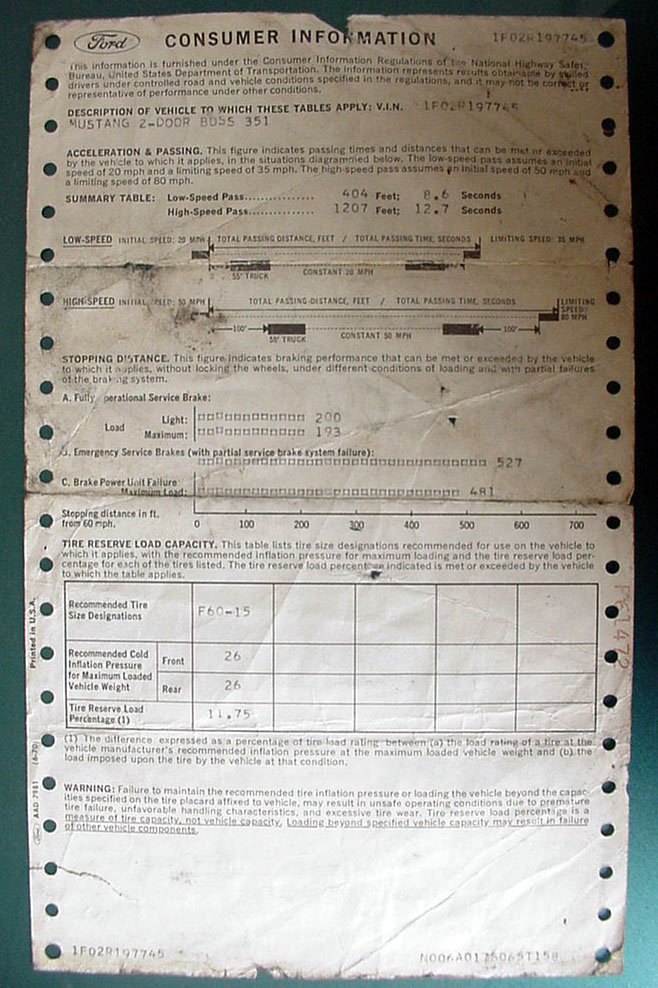 Ford CONSUMER INFORMATION 1F02R197745
This information is furnished under the Consumer Information Regulations of the National Highway Safety
Bureau, United States Department of Transportation. The information represents results obtainable by skilled
drivers under controlled road and vehicle conditions specified in the regulations, and it may not be correct or
representative of performance under other conditions.
DESCRIPTION OF VEHICLE TO WHICH THESE TABLES APPLY: V.I.N. 1F02R197745
MUSTANG 2-DOOR BOSS 351
ACCELERATION & PASSING. This figure indicates passing times and distances that can be met or exceeded
by the vehicle to which it applies, in the situations diagrammed below. The low-speed pass assumes an initial
speed of 20 mph and a limiting speed of 35 mph. The high-speed pass assumes an initial speed of 50 mph and
a limiting speed of 80 mph.
SUMMARY TABLE: Low-Speed Pass............... 404 Feet; 8.6 Seconds
High-Speed Pass............... 1207 Feet; 12.7 Seconds
LOW-SPEED INITIAL SPEED: 20 MPH TOTAL PASSING DISTANCE, FEET / TOTAL PASSING TIME, SECONDS LIMITING SPEED: 35 MPH
55' TRUCK CONSTANT 20 MPH
HIGH-SPEED INITIAL SPEED: 50 MPH TOTAL PASSING DISTANCE, FEET / TOTAL PASSING TIME, SECONDS LIMITING
SPEED:
80 MPH
100' CONSTANT 50 MPH 100'
55' TRUCK
STOPPING DISTANCE. This figure indicates braking performance that can be met or exceeded by the vehicle
to which it applies, without locking the wheels, under different conditions of loading and with partial failures
of the braking system.
A. Fully operational Service Brake:
Load Light: 200
Maximum: 193
B. Emergency Service Brakes (with partial service brake system failure):
527
C. Brake Power Unit Failure
Maximum Load: 481
Stopping distance in ft.
from 60 mph. 0 100 200 300 400 500 600 700
TIRE RESERVE LOAD CAPACITY. This table lists tire size designations recommended for use on the vehicle to
which it applies, with the recommended inflation pressure for maximum loading and the tire reserve load per-
centage for each of the tires listed. The tire reserve load percentage indicated is met or exceeded by the vehicle
to which the table applies.
Recommended Tire
Size Designations F60-15
Recommended Cold
Inflation Pressure
for Maximum Loaded
Vehicle Weight
Front 26
Rear 26
Tire Reserve Load
Percentage (1) 11.75
(1) The difference expressed as a percentage of tire load rating between (a) the load rating of a tire at the
vehicle manufacturer's recommended inflation pressure at the maximum loaded vehicle weight and (b) the
load imposed upon the tire by the vehicle at that condition.
WARNING: Failure to maintain the recommended tire inflation pressure or loading the vehicle beyond the capac-
ities specified on the tire placard affixed to vehicle, may result in unsafe operating conditions due to premature
tire failure, unfavorable handling characteristics, and excessive tire wear. Tire reserve load percentage is a
measure of tire capacity, not vehicle capacity. Loading beyond specified vehicle capacity may result in failure
of other vehicle components.
Printed in U.S.A.
Ford AAD 7981 (6-70)
1F02R197745